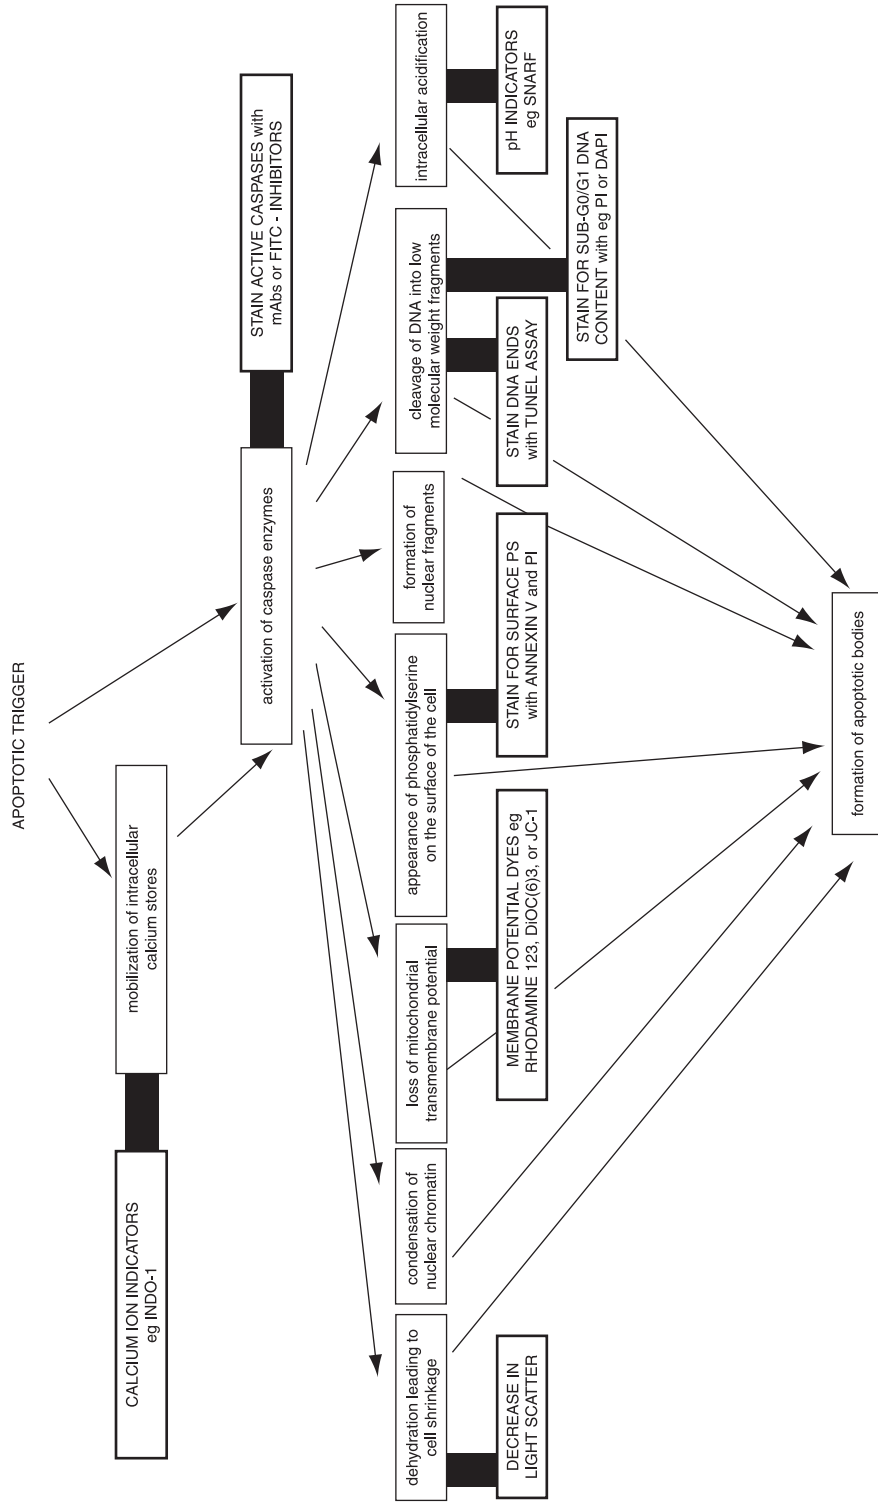 APOPTOTIC TRIGGER
CALCIUM ION INDICATORS
eg INDO-1
mobilization of intracellular
calcium stores
activation of caspase enzymes
STAIN ACTIVE CASPASES with
mAbs or FITC - INHIBITORS
dehydration leading to
cell shrinkage
condensation of
nuclear chromatin
loss of mitochondrial
transmembrane potential
appearance of phosphatidylserine
on the surface of the cell
formation of
nuclear fragments
cleavage of DNA into low
molecular weight fragments
intracellular acidification
DECREASE IN
LIGHT SCATTER
MEMBRANE POTENTIAL DYES eg
RHODAMINE 123, DiOC(6)3, or JC-1
STAIN FOR SURFACE PS
with ANNEXIN V and PI
STAIN DNA ENDS
with TUNEL ASSAY
pH INDICATORS
eg SNARF
STAIN FOR SUB-G0/G1 DNA
CONTENT with eg PI or DAPI
formation of apoptotic bodies